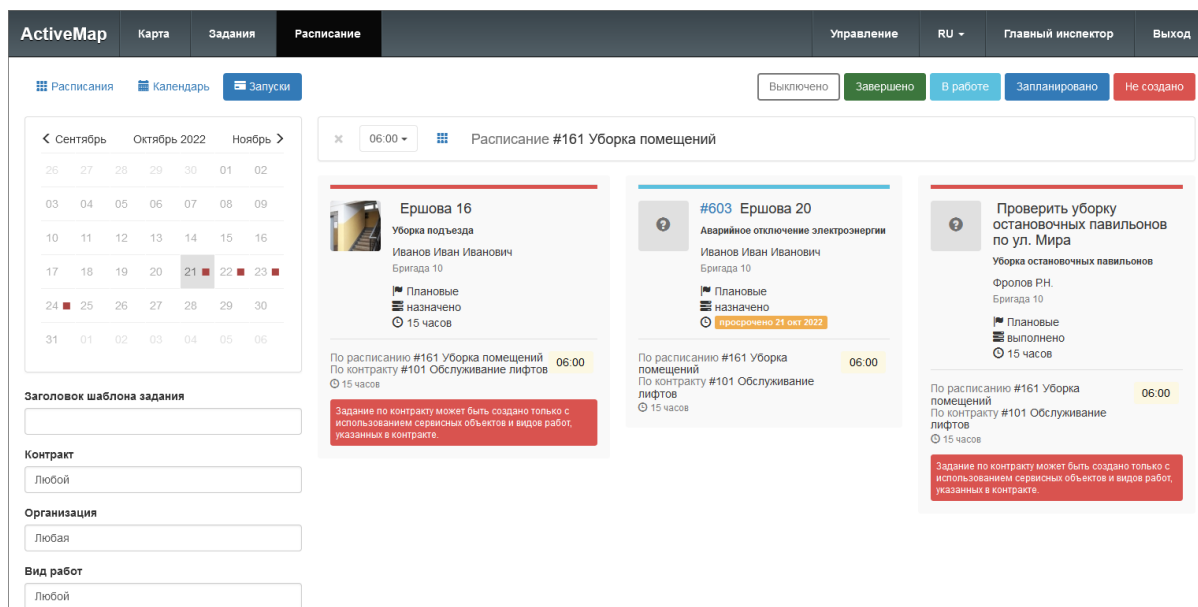 ActiveMap Карта Задания Расписание Управление RU Главный инспектор Выход
Расписания Календарь Запуски Выключено Завершено В работе Запланировано Не создано
Сентябрь Октябрь 2022 Ноябрь
26 27 28 29 30 01 02
03 04 05 06 07 08 09
10 11 12 13 14 15 16
17 18 19 20 21 22 23
24 25 26 27 28 29 30
31 01 02 03 04 05 06
Заголовок шаблона задания
Контракт
Любой
Организация
Любая
Вид работ
Любой
06:00 Расписание #161 Уборка помещений
Ершова 16
Уборка подъезда
Иванов Иван Иванович
Бригада 10
Плановые
назначено
15 часов
По расписанию #161 Уборка помещений
По контракту #101 Обслуживание лифтов
06:00
15 часов
Задание по контракту может быть создано только с
использованием сервисных объектов и видов работ,
указанных в контракте.
#603 Ершова 20
Аварийное отключение электроэнергии
Иванов Иван Иванович
Бригада 10
Плановые
назначено
просрочено 21 окт 2022
По расписанию #161 Уборка
помещений
По контракту #101 Обслуживание
лифтов
06:00
15 часов
Проверить уборку
остановочных павильонов
по ул. Мира
Уборка остановочных павильонов
Фролов Р.Н.
Бригада 10
Плановые
выполнено
15 часов
По расписанию #161 Уборка
помещений
По контракту #101 Обслуживание
лифтов
06:00
15 часов
Задание по контракту может быть создано только с
использованием сервисных объектов и видов работ,
указанных в контракте.